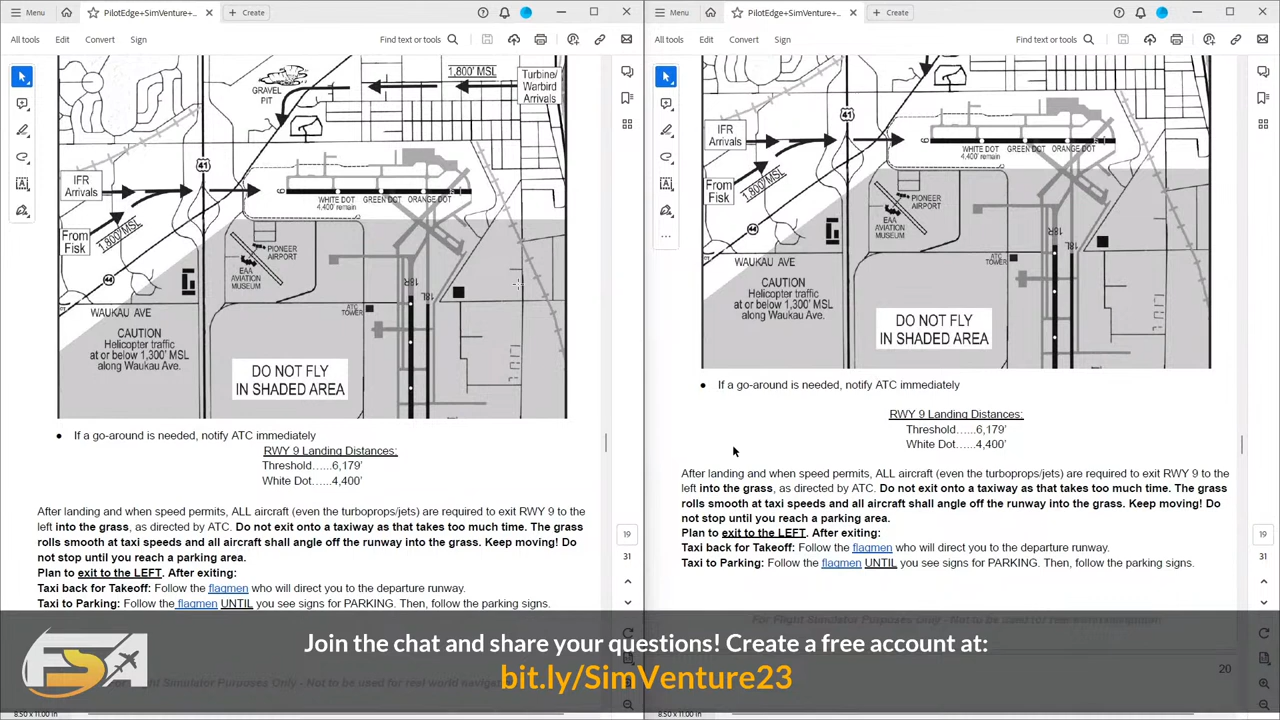 Menu
PilotEdge+SimVenture+...
Create
All tools
Edit
Convert
Sign
Find text or tools
GRAVEL
PIT
1,800' MSL
Turbine/
Warbird
Arrivals
41
IFR
Arrivals
From
Fisk
1,800' MSL
44
WHITE DOT
4,400' remain
GREEN DOT
ORANGE DOT
PIONEER
AIRPORT
EAA
AVIATION
MUSEUM
18R
18L
WAUKAU AVE
ATC
TOWER
CAUTION
Helicopter traffic
at or below 1,300' MSL
along Waukau Ave.
DO NOT FLY
IN SHADED AREA
• If a go-around is needed, notify ATC immediately
RWY 9 Landing Distances:
Threshold…...6,179'
White Dot…..4,400'
After landing and when speed permits, ALL aircraft (even the turboprops/jets) are required to exit RWY 9 to the
left into the grass, as directed by ATC. Do not exit onto a taxiway as that takes too much time. The grass
rolls smooth at taxi speeds and all aircraft shall angle off the runway into the grass. Keep moving! Do
not stop until you reach a parking area.
Plan to exit to the LEFT. After exiting:
Taxi back for Takeoff: Follow the flagmen who will direct you to the departure runway.
Taxi to Parking: Follow the flagmen UNTIL you see signs for PARKING. Then, follow the parking signs.
19
31
8.50 x 11.00 in
Menu
PilotEdge+SimVenture+...
Create
All tools
Edit
Convert
Sign
Find text or tools
41
IFR
Arrivals
From
Fisk
1,800' MSL
44
WHITE DOT
4,400' remain
GREEN DOT
ORANGE DOT
PIONEER
AIRPORT
EAA
AVIATION
MUSEUM
18R
18L
WAUKAU AVE
ATC
TOWER
CAUTION
Helicopter traffic
at or below 1,300' MSL
along Waukau Ave.
DO NOT FLY
IN SHADED AREA
• If a go-around is needed, notify ATC immediately
RWY 9 Landing Distances:
Threshold…...6,179'
White Dot…..4,400'
After landing and when speed permits, ALL aircraft (even the turboprops/jets) are required to exit RWY 9 to the
left into the grass, as directed by ATC. Do not exit onto a taxiway as that takes too much time. The grass
rolls smooth at taxi speeds and all aircraft shall angle off the runway into the grass. Keep moving! Do
not stop until you reach a parking area.
Plan to exit to the LEFT. After exiting:
Taxi back for Takeoff: Follow the flagmen who will direct you to the departure runway.
Taxi to Parking: Follow the flagmen UNTIL you see signs for PARKING. Then, follow the parking signs.
19
31
20
8.50 x 11.00 in
FSA
Join the chat and share your questions! Create a free account at:
bit.ly/SimVenture23